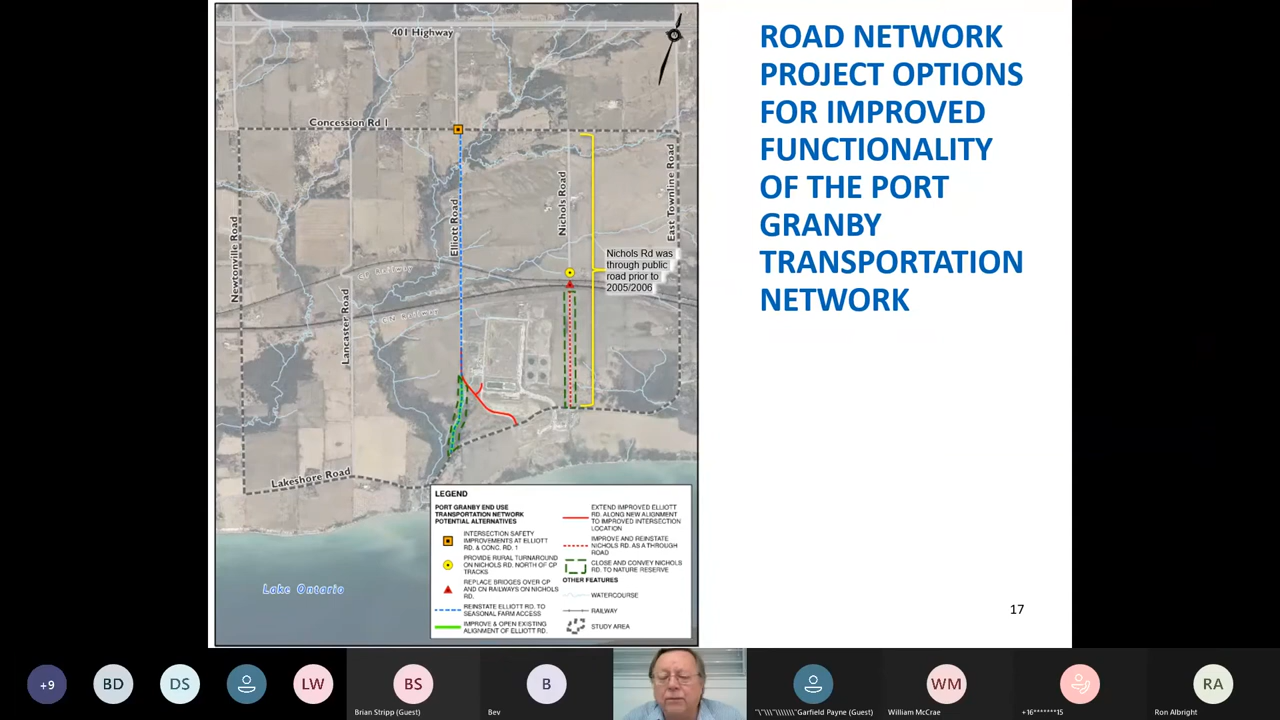 401 Highway
Concession Rd 1
Newtonville Road
Lancaster Road
Elliott Road
Nichols Road
East Townline Road
CP Railway
CN Railway
Nichols Rd was
through public
road prior to
2005/2006
Lakeshore Road
Lake Ontario
LEGEND
PORT GRANBY END USE
TRANSPORTATION NETWORK
POTENTIAL ALTERNATIVES
INTERSECTION SAFETY
IMPROVEMENTS AT ELLIOTT
RD. & CONC. RD. 1
PROVIDE RURAL TURNAROUND
ON NICHOLS RD. NORTH OF CP
TRACKS
REPLACE BRIDGES OVER CP
AND CN RAILWAYS ON NICHOLS
RD.
REINSTATE ELLIOTT RD. TO
SEASONAL FARM ACCESS
IMPROVE & OPEN EXISTING
ALIGNMENT OF ELLIOTT RD.
EXTEND IMPROVED ELLIOTT
RD. ALONG NEW ALIGNMENT
TO IMPROVED INTERSECTION
LOCATION
IMPROVE AND REINSTATE
NICHOLS RD. AS A THROUGH
ROAD
CLOSE AND CONVEY NICHOLS
RD. TO NATURE RESERVE
OTHER FEATURES
WATERCOURSE
RAILWAY
STUDY AREA
ROAD NETWORK
PROJECT OPTIONS
FOR IMPROVED
FUNCTIONALITY
OF THE PORT
GRANBY
TRANSPORTATION
NETWORK
17
+9
BD
DS
LW
BS
Brian Stripp (Guest)
B
Bev
"\"\\\"\\\\\\\"Garfield Payne (Guest)
WM
William McCrae
+16*******15
RA
Ron Albright